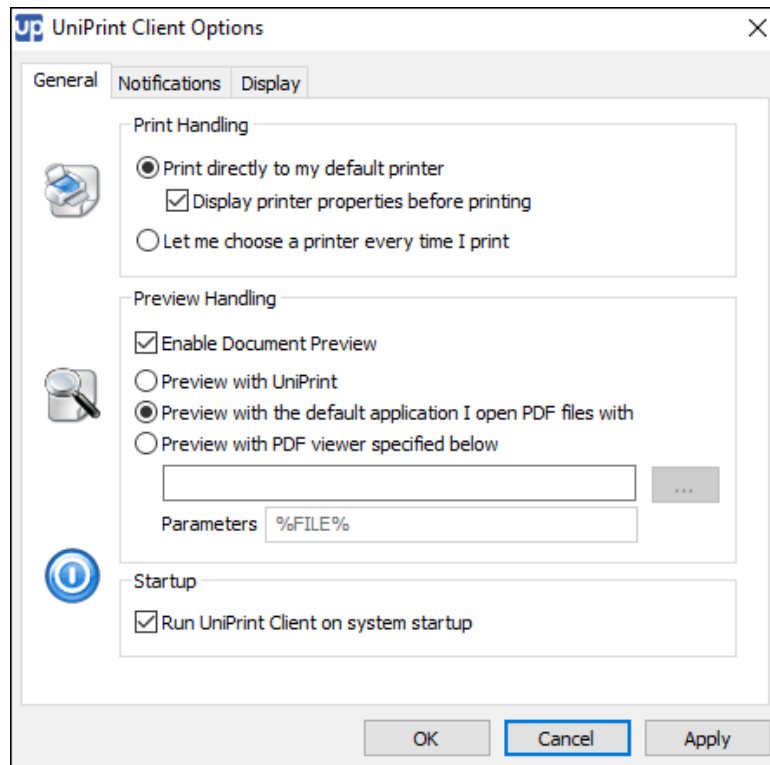 up UniPrint Client Options
General Notifications Display
Print Handling
Print directly to my default printer
Display printer properties before printing
Let me choose a printer every time I print
Preview Handling
Enable Document Preview
Preview with UniPrint
Preview with the default application I open PDF files with
Preview with PDF viewer specified below
...
Parameters %FILE%
Startup
Run UniPrint Client on system startup
OK Cancel Apply